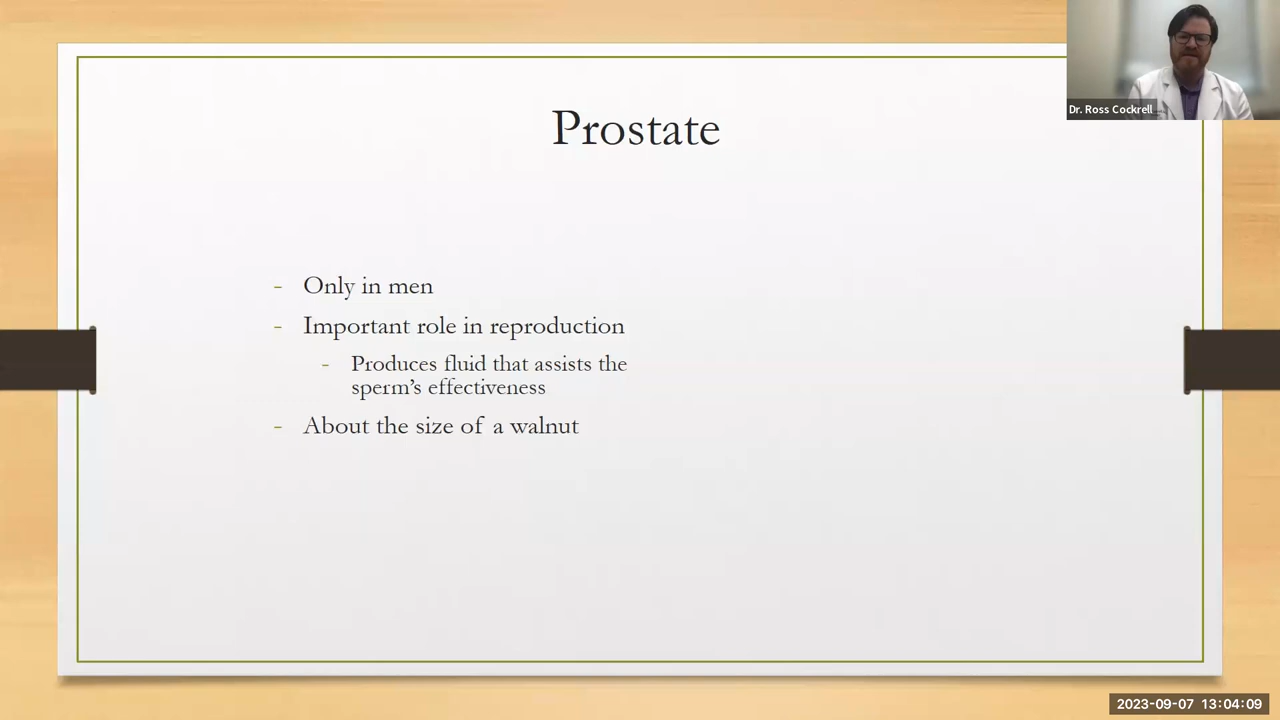 Prostate
Dr. Ross Cockrell
- Only in men
- Important role in reproduction
- Produces fluid that assists the
sperm's effectiveness
- About the size of a walnut
2023-09-07 13:04:09